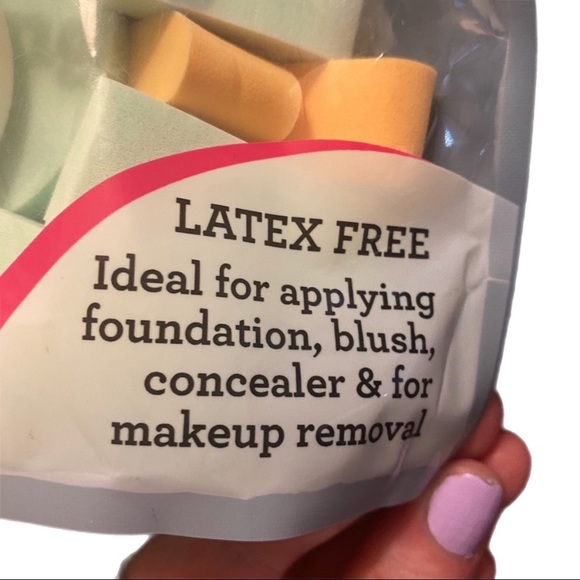 LATEX FREE
Ideal for applying
foundation, blush,
concealer & for
makeup removal